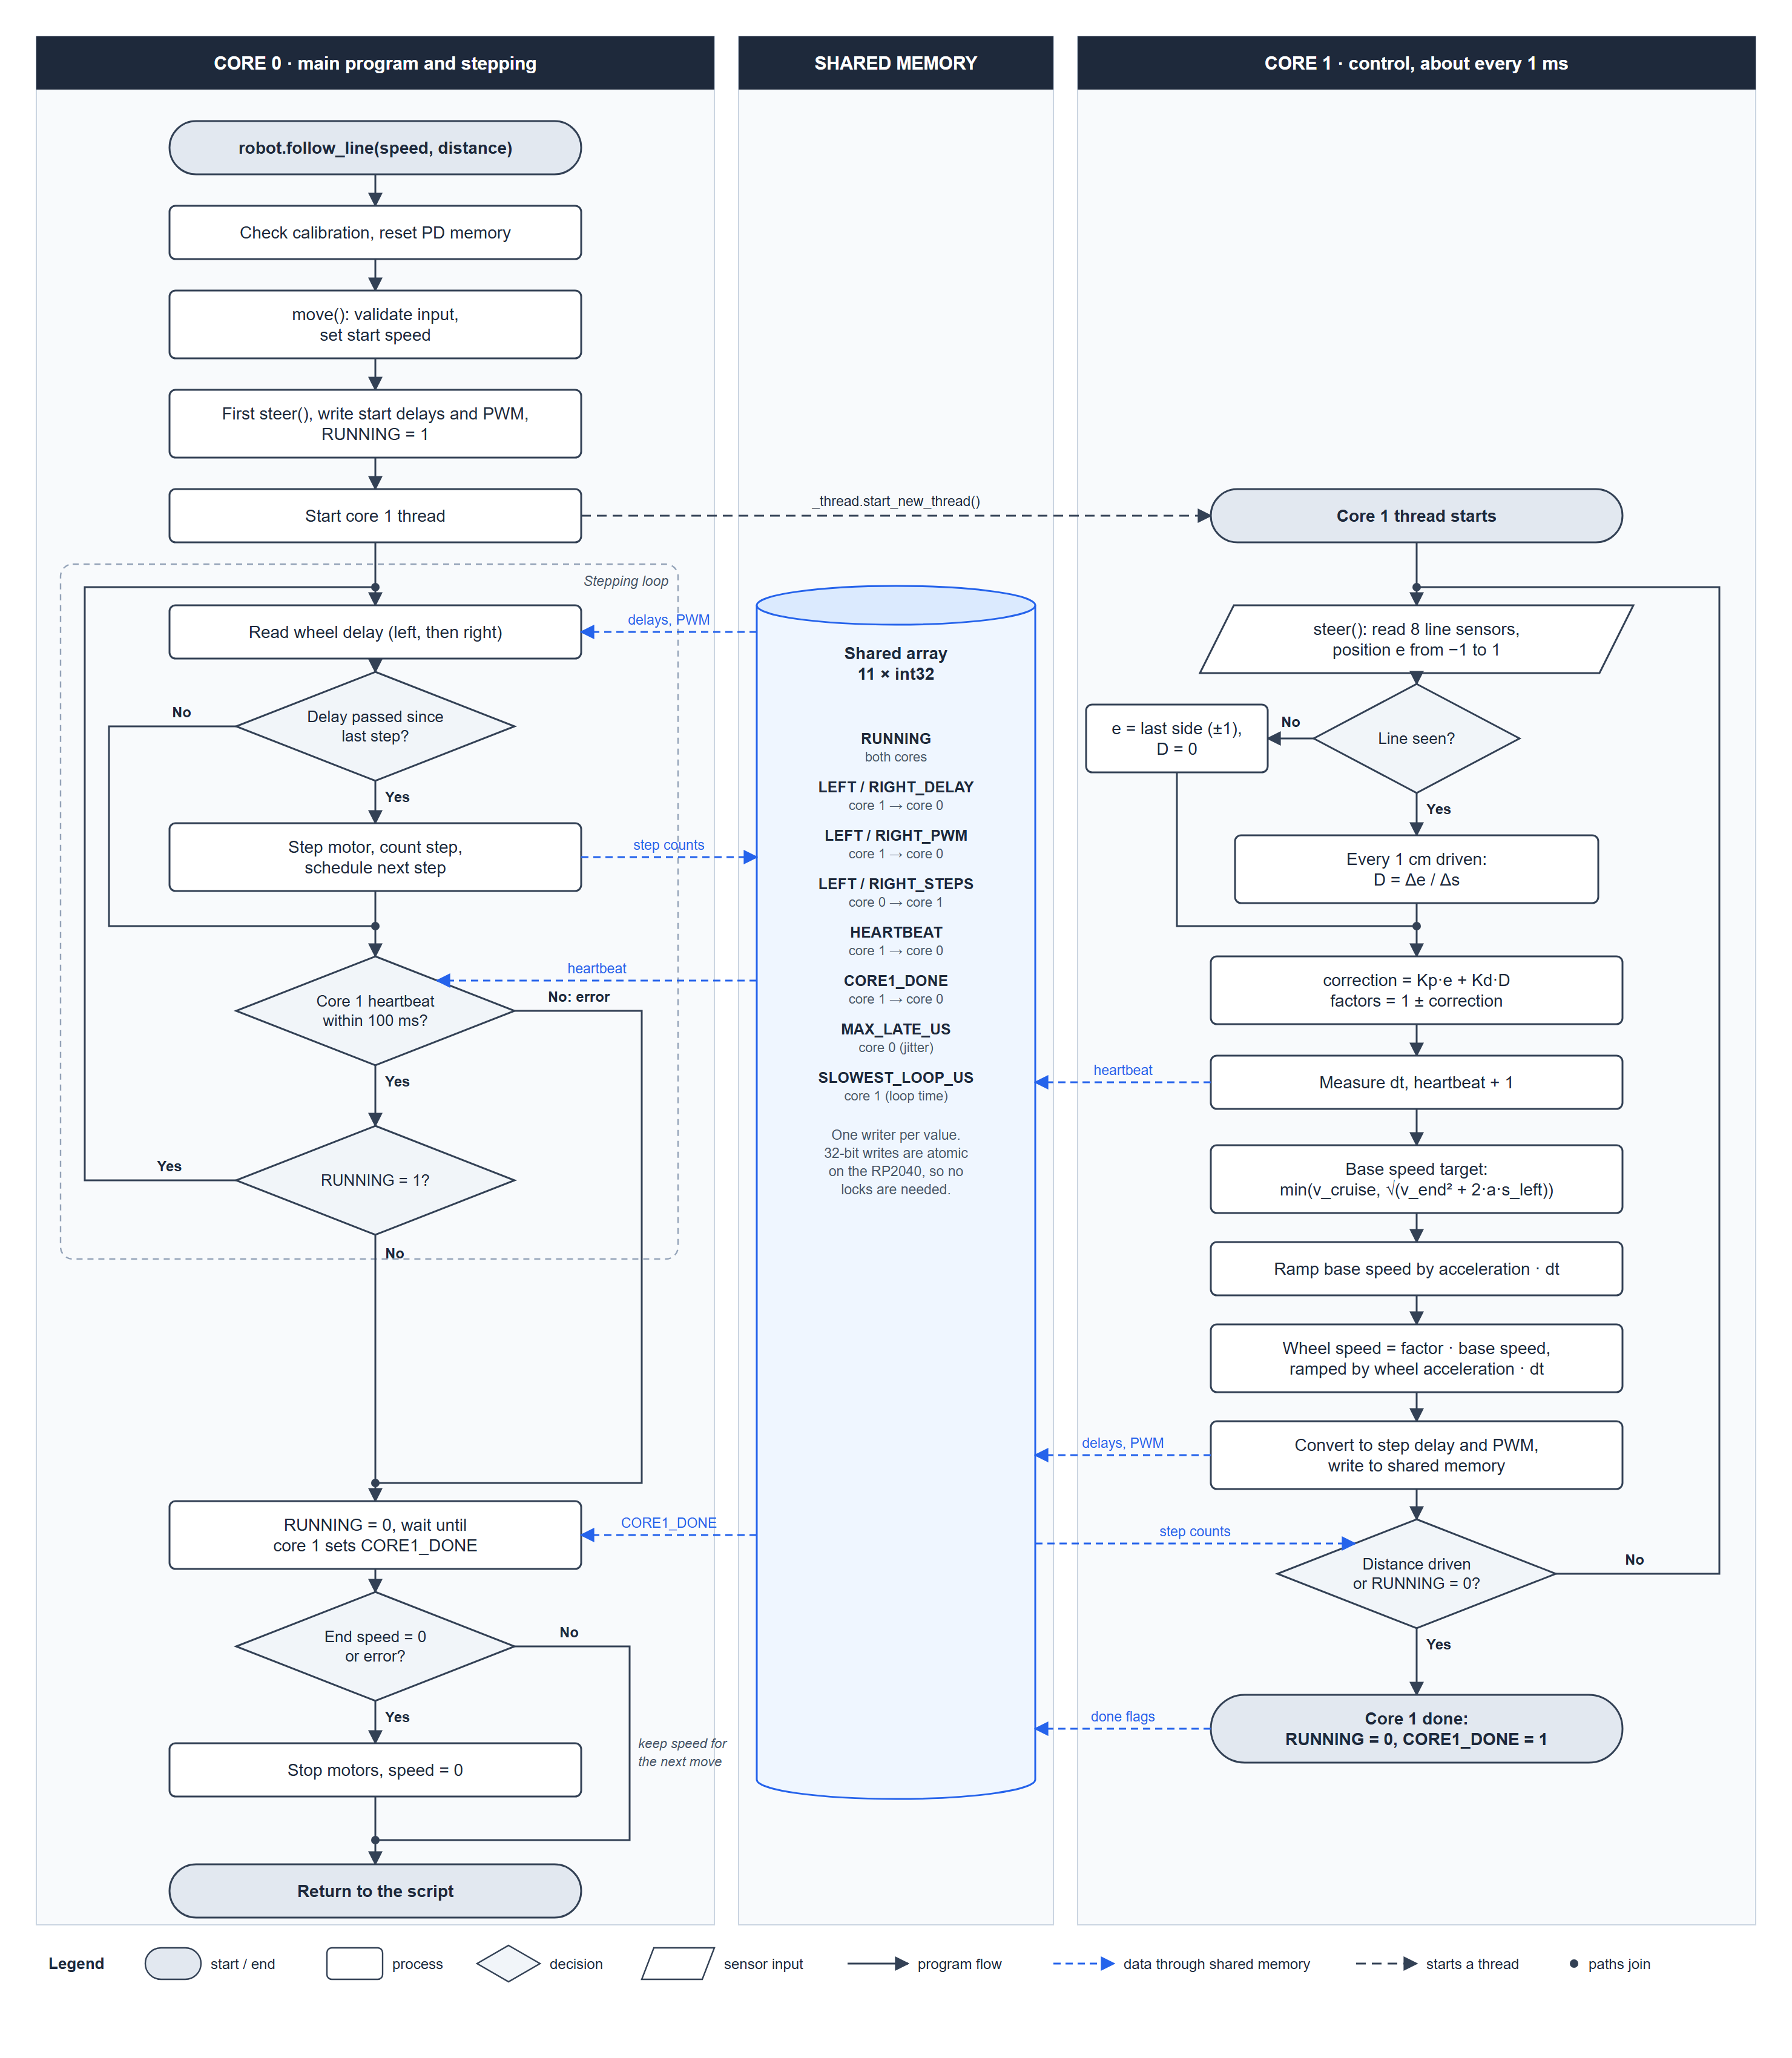 CORE 0 · main program and stepping
SHARED MEMORY
CORE 1 · control, about every 1 ms
robot.follow_line(speed, distance)
Check calibration, reset PD memory
move(): validate input,
set start speed
First steer(), write start delays and PWM,
RUNNING = 1
Start core 1 thread
_thread.start_new_thread()
Core 1 thread starts
Stepping loop
Read wheel delay (left, then right)
delays, PWM
Delay passed since
last step?
No
Yes
Step motor, count step,
schedule next step
step counts
Core 1 heartbeat
within 100 ms?
heartbeat
No: error
Yes
RUNNING = 1?
Yes
No
RUNNING = 0, wait until
core 1 sets CORE1_DONE
CORE1_DONE
End speed = 0
or error?
No
Yes
keep speed for
the next move
Stop motors, speed = 0
Return to the script
Shared array
11 × int32
RUNNING
both cores
LEFT / RIGHT_DELAY
core 1 → core 0
LEFT / RIGHT_PWM
core 1 → core 0
LEFT / RIGHT_STEPS
core 0 → core 1
HEARTBEAT
core 1 → core 0
CORE1_DONE
core 1 → core 0
MAX_LATE_US
core 0 (jitter)
SLOWEST_LOOP_US
core 1 (loop time)
One writer per value.
32-bit writes are atomic
on the RP2040, so no
locks are needed.
steer(): read 8 line sensors,
position e from −1 to 1
Line seen?
No
e = last side (±1),
D = 0
Yes
Every 1 cm driven:
D = Δe / Δs
correction = Kp·e + Kd·D
factors = 1 ± correction
Measure dt, heartbeat + 1
heartbeat
Base speed target:
min(v_cruise, √(v_end² + 2·a·s_left))
Ramp base speed by acceleration · dt
Wheel speed = factor · base speed,
ramped by wheel acceleration · dt
Convert to step delay and PWM,
write to shared memory
delays, PWM
step counts
Distance driven
or RUNNING = 0?
No
Yes
Core 1 done:
RUNNING = 0, CORE1_DONE = 1
done flags
Legend
start / end
process
decision
sensor input
program flow
data through shared memory
starts a thread
paths join